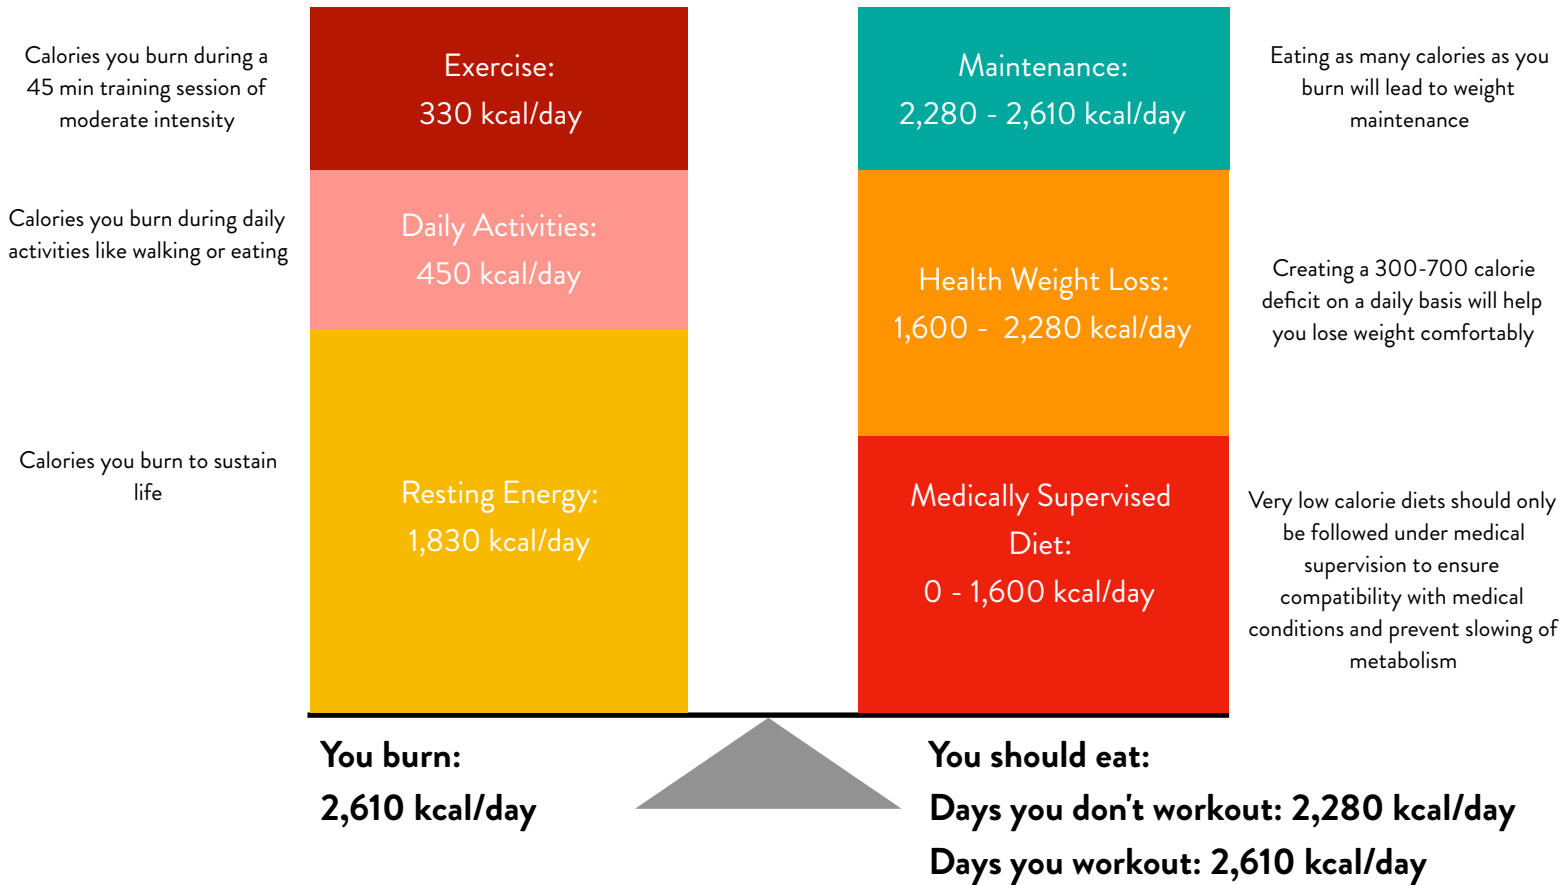 Calories you burn during a
45 min training session of
moderate intensity
Exercise:
330 kcal/day
Calories you burn during daily
activities like walking or eating
Daily Activities:
450 kcal/day
Calories you burn to sustain
life
Resting Energy:
1,830 kcal/day
You burn:
2,610 kcal/day
Maintenance:
2,280 - 2,610 kcal/day
Eating as many calories as you
burn will lead to weight
maintenance
Health Weight Loss:
1,600 - 2,280 kcal/day
Creating a 300-700 calorie
deficit on a daily basis will help
you lose weight comfortably
Medically Supervised
Diet:
0 - 1,600 kcal/day
Very low calorie diets should only
be followed under medical
supervision to ensure
compatibility with medical
conditions and prevent slowing of
metabolism
You should eat:
Days you don't workout: 2,280 kcal/day
Days you workout: 2,610 kcal/day